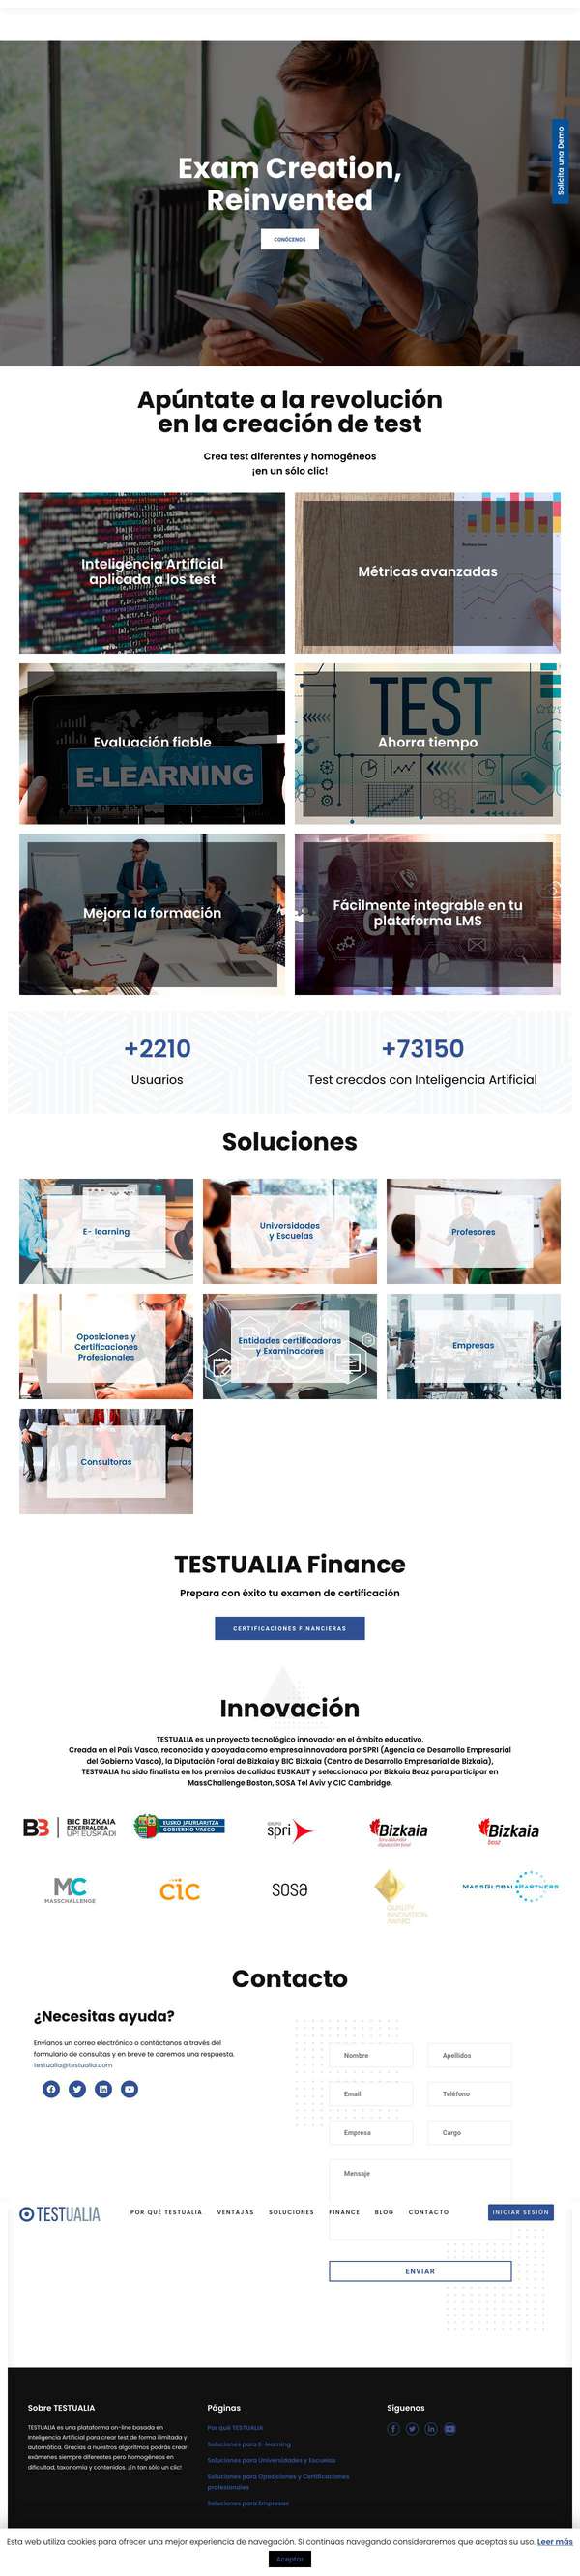 Exam Creation,
Reinvented
CONÓCENOS
Solicita una Demo
Apúntate a la revolución
en la creación de test
Crea test diferentes y homogéneos
¡en un sólo clic!
Inteligencia Artificial
aplicada a los test
Métricas avanzadas
Evaluación fiable
E-LEARNING
TEST
Ahorra tiempo
Mejora la formación
Fácilmente integrable en tu
plataforma LMS
+2210
Usuarios
+73150
Test creados con Inteligencia Artificial
Soluciones
E- learning
Universidades
y Escuelas
Profesores
Oposiciones y
Certificaciones
Profesionales
Entidades certificadoras
y Examinadores
Empresas
Consultoras
TESTUALIA Finance
Prepara con éxito tu examen de certificación
CERTIFICACIONES FINANCIERAS
Innovación
TESTUALIA es un proyecto tecnológico innovador en el ámbito educativo.
Creada en el País Vasco, reconocida y apoyada como empresa innovadora por SPRI (Agencia de Desarrollo Empresarial
del Gobierno Vasco), la Diputación Foral de Bizkaia y BIC Bizkaia (Centro de Desarrollo Empresarial de Bizkaia),
TESTUALIA ha sido finalista en los premios de calidad EUSKALIT y seleccionada por Bizkaia Beaz para participar en
MassChallenge Boston, SOSA Tel Aviv y CIC Cambridge.
BIC BIZKAIA
EZKERRALDEA
UPI EUSKADI
EUSKO JAURLARITZA
GOBIERNO VASCO
GRUPO
spri
Bizkaia
Bizkaia
beaz
MC
MASSCHALLENGE
CIC
SOSA
QUALITY
INNOVATION
AWARD
MASSGLOBAL PARTNERS
Contacto
¿Necesitas ayuda?
Envíanos un correo electrónico o contáctanos a través del
formulario de consultas y en breve te daremos una respuesta.
testualia@testualia.com
Nombre
Apellidos
Email
Teléfono
Empresa
Cargo
Mensaje
TESTUALIA
POR QUÉ TESTUALIA
VENTAJAS
SOLUCIONES
FINANCE
BLOG
CONTACTO
INICIAR SESIÓN
ENVIAR
Sobre TESTUALIA
TESTUALIA es una plataforma on-line basada en
Inteligencia Artificial para crear test de forma ilimitada y
automática. Gracias a nuestros algoritmos podrás crear
exámenes siempre diferentes pero homogéneos en
dificultad, taxonomía y contenidos. ¡En tan sólo un clic!
Páginas
Por qué TESTUALIA
Soluciones para E-learning
Soluciones para Universidades y Escuelas
Soluciones para Oposiciones y Certificaciones
profesionales
Soluciones para Empresas
Síguenos
Esta web utiliza cookies para ofrecer una mejor experiencia de navegación. Si continúas navegando consideraremos que aceptas su uso. Leer más
Aceptar